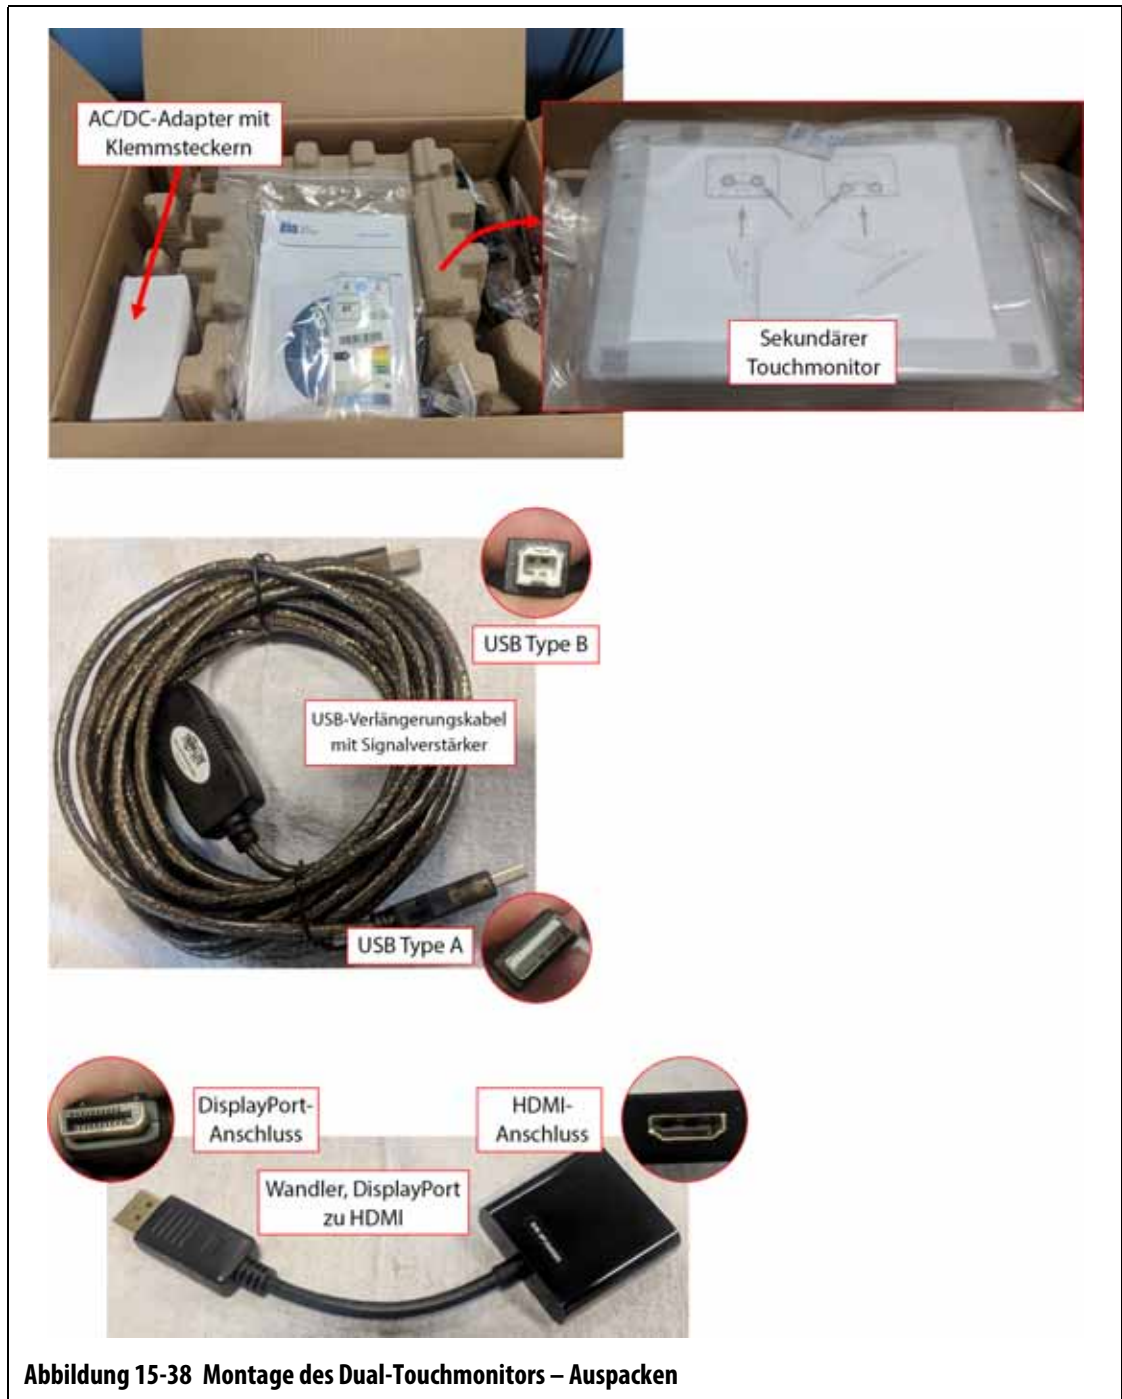 AC/DC-Adapter mit
Klemmsteckern
Sekundärer
Touchmonitor
USB Type B
USB-Verlängerungskabel
mit Signalverstärker
USB Type A
DisplayPort-
Anschluss
HDMI-
Anschluss
Wandler, DisplayPort
zu HDMI
Abbildung 15-38 Montage des Dual-Touchmonitors – Auspacken